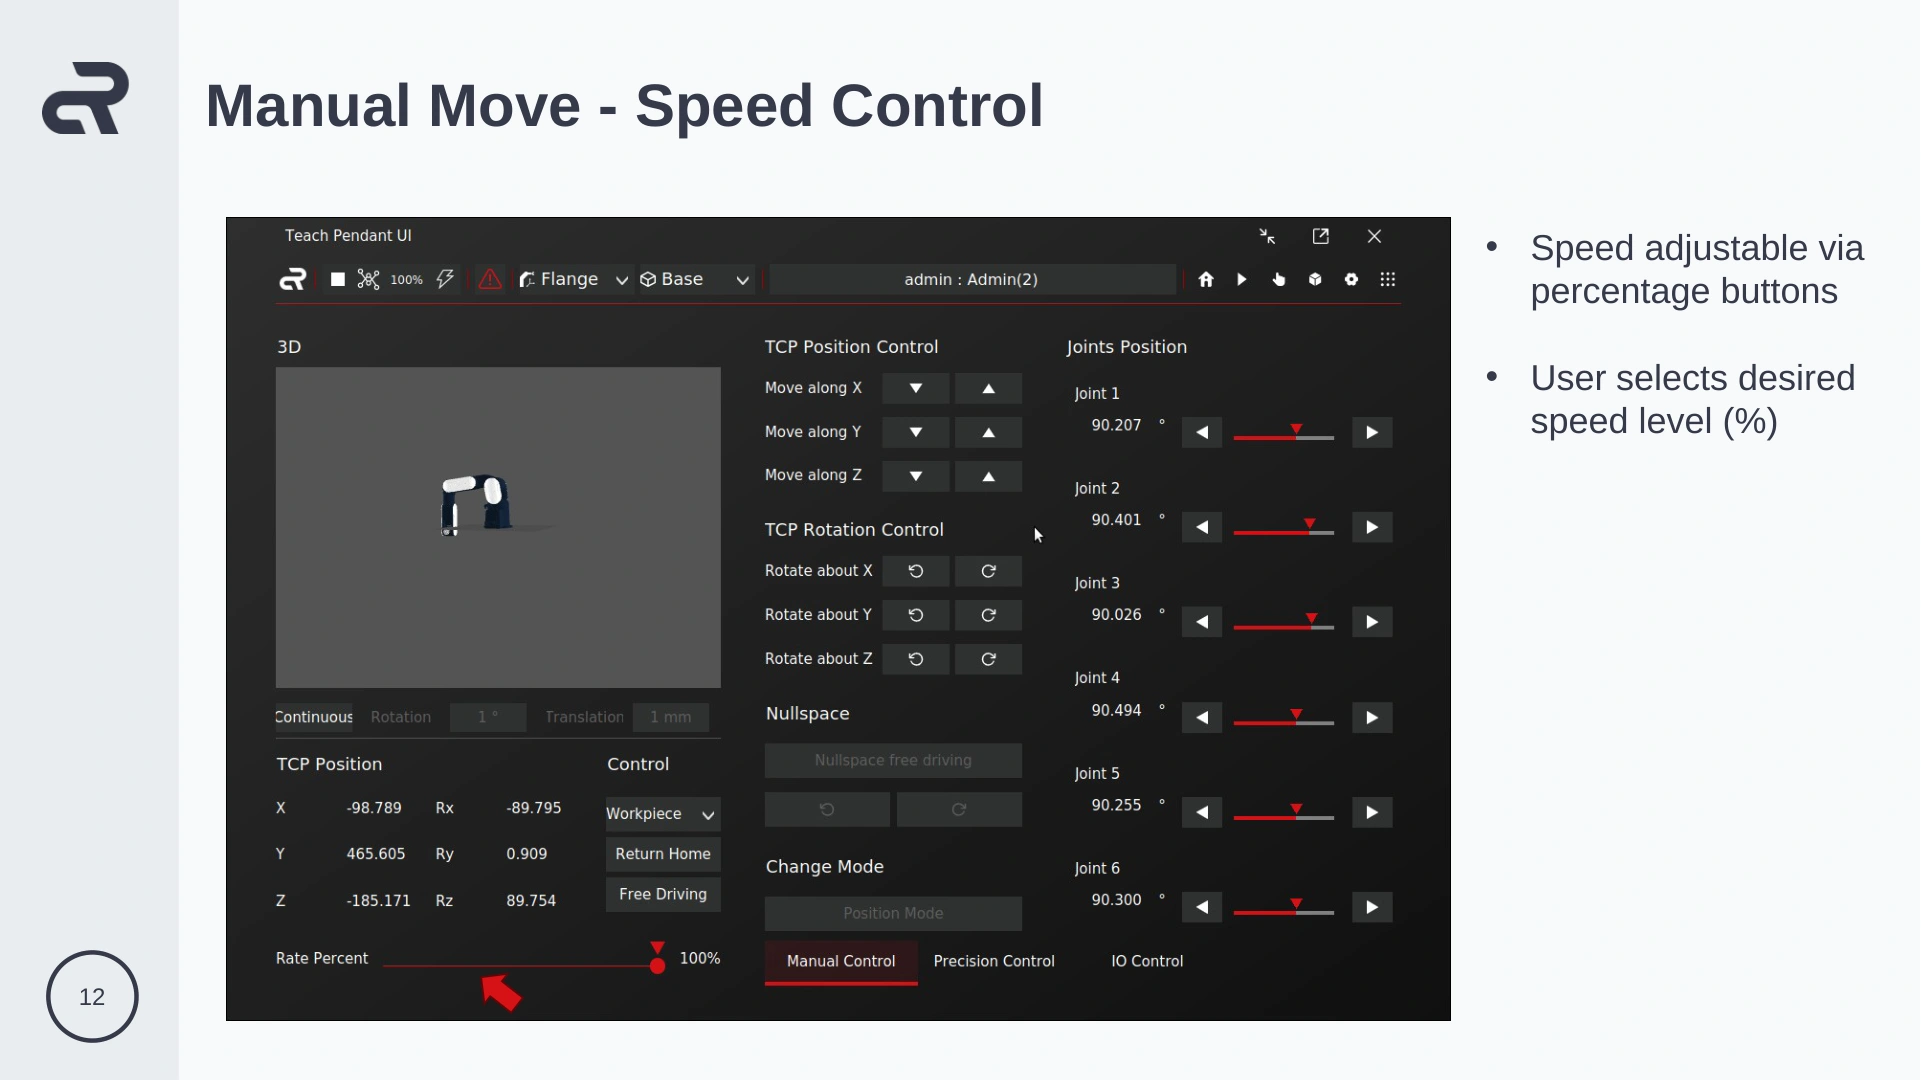 Manual Move - Speed Control
Teach Pendant UI
100%
Flange
Base
admin : Admin(2)
3D
Continuous
Rotation
1 °
Translation
1 mm
TCP Position
Control
X -98.789 Rx -89.795
Workpiece
Y 465.605 Ry 0.909
Return Home
Z -185.171 Rz 89.754
Free Driving
Rate Percent
100%
TCP Position Control
Move along X
Move along Y
Move along Z
TCP Rotation Control
Rotate about X
Rotate about Y
Rotate about Z
Nullspace
Nullspace free driving
Change Mode
Position Mode
Manual Control
Precision Control
IO Control
Joints Position
Joint 1
90.207 °
Joint 2
90.401 °
Joint 3
90.026 °
Joint 4
90.494 °
Joint 5
90.255 °
Joint 6
90.300 °
• Speed adjustable via
percentage buttons
• User selects desired
speed level (%)
12